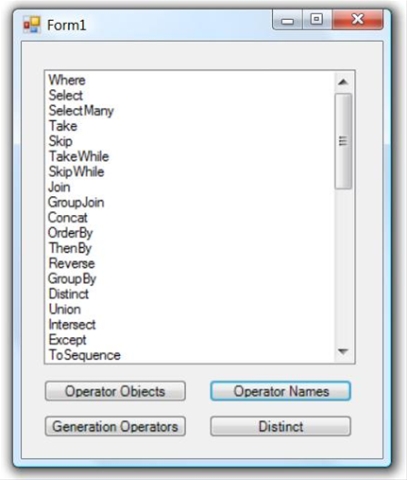 Form1
Where
Select
SelectMany
Take
Skip
TakeWhile
SkipWhile
Join
GroupJoin
Concat
OrderBy
ThenBy
Reverse
GroupBy
Distinct
Union
Intersect
Except
ToSequence
Operator Objects
Operator Names
Generation Operators
Distinct